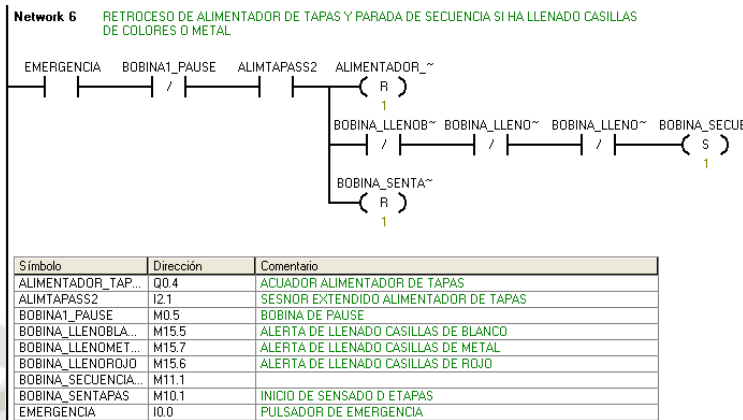 Network 6 RETROCESO DE ALIMENTADOR DE TAPAS Y PARADA DE SECUENCIA SI HA LLENADO CASILLAS
DE COLORES O METAL
EMERGENCIA BOBINA1_PAUSE ALIMTAPASS2 ALIMENTADOR_~
/ R
1
BOBINA_LLENOB~ BOBINA_LLENO~ BOBINA_LLENO~ BOBINA_SECUE
/ / / S
1
BOBINA_SENTA~
R
1
Símbolo Dirección Comentario
ALIMENTADOR_TAP... Q0.4 ACUADOR ALIMENTADOR DE TAPAS
ALIMTAPASS2 I2.1 SESNOR EXTENDIDO ALIMENTADOR DE TAPAS
BOBINA1_PAUSE M0.5 BOBINA DE PAUSE
BOBINA_LLENOBLA... M15.5 ALERTA DE LLENADO CASILLAS DE BLANCO
BOBINA_LLENOMET... M15.7 ALERTA DE LLENADO CASILLAS DE METAL
BOBINA_LLENOROJO M15.6 ALERTA DE LLENADO CASILLAS DE ROJO
BOBINA_SECUENCIA... M11.1
BOBINA_SENTAPAS M10.1 INICIO DE SENSADO D ETAPAS
EMERGENCIA I0.0 PULSADOR DE EMERGENCIA